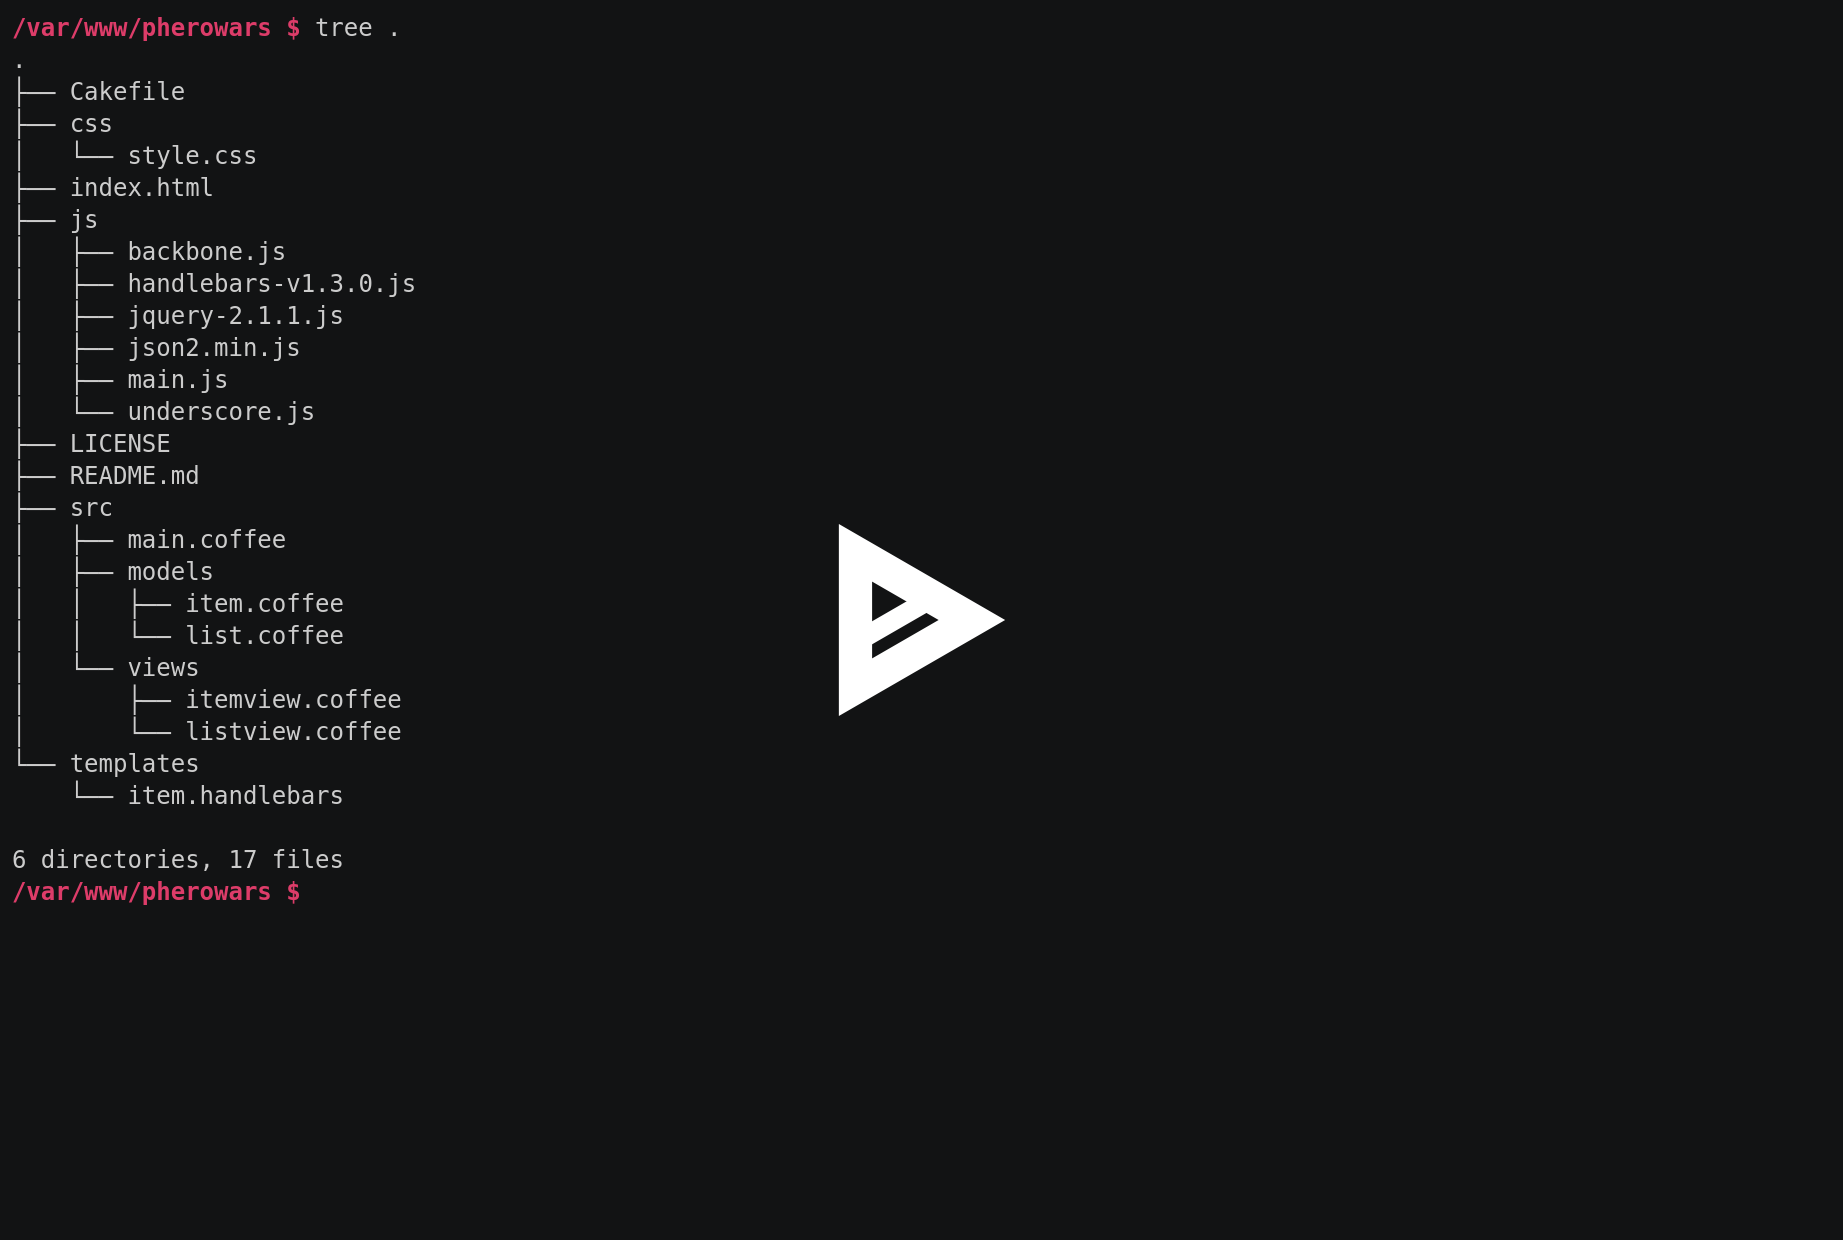 /var/www/pherowars $ tree .
.
├── Cakefile
├── css
│   └── style.css
├── index.html
├── js
│   ├── backbone.js
│   ├── handlebars-v1.3.0.js
│   ├── jquery-2.1.1.js
│   ├── json2.min.js
│   ├── main.js
│   └── underscore.js
├── LICENSE
├── README.md
├── src
│   ├── main.coffee
│   ├── models
│   │   ├── item.coffee
│   │   └── list.coffee
│   └── views
│       ├── itemview.coffee
│       └── listview.coffee
└── templates
    └── item.handlebars

6 directories, 17 files
/var/www/pherowars $